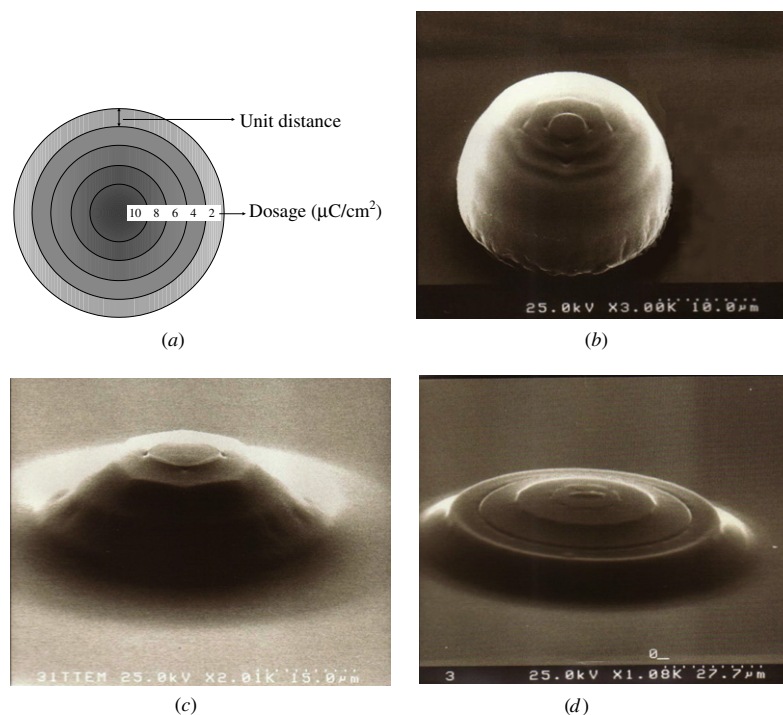 Unit distance
10 8 6 4 2
Dosage (μC/cm²)
(a)
25.0kV X3.00K 10.0μm
(b)
31TTEM 25.0kV X2.01K 15.0μm
(c)
0
3 25.0kV X1.08K 27.7μm
(d)